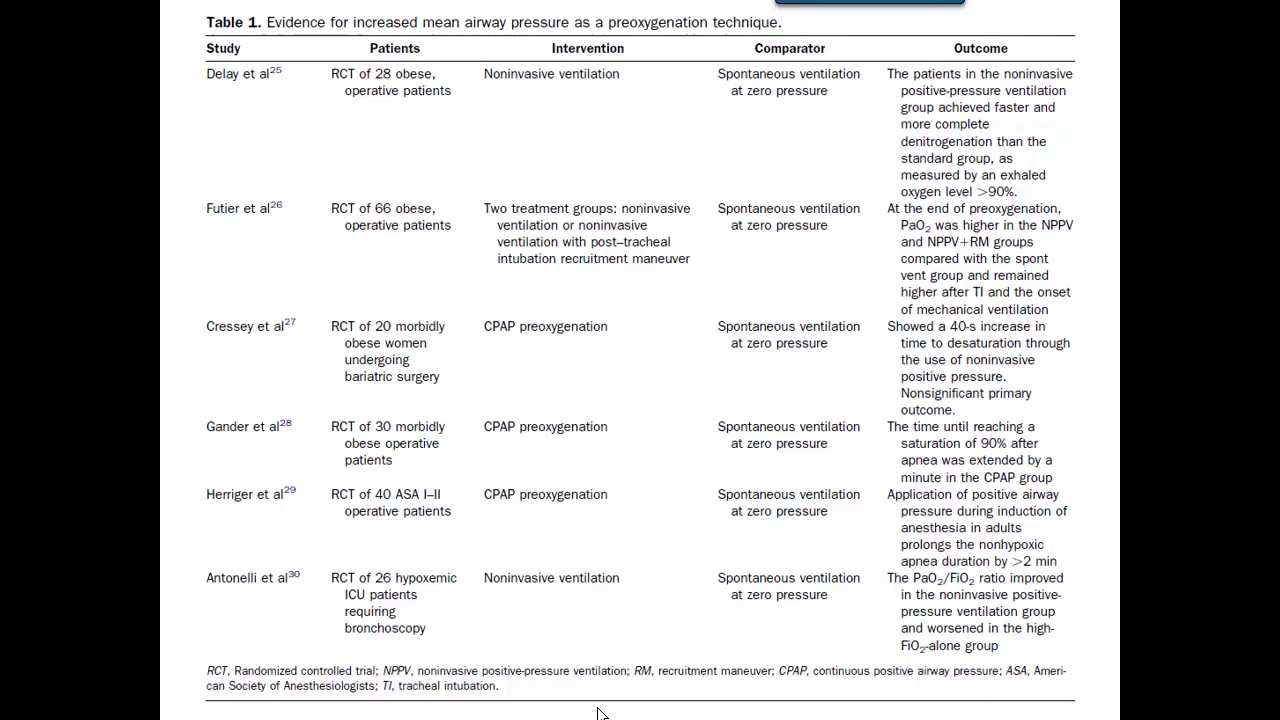 Table 1. Evidence for increased mean airway pressure as a preoxygenation technique.
Study Patients Intervention Comparator Outcome
Delay et al25 RCT of 28 obese, Noninvasive ventilation Spontaneous ventilation The patients in the noninvasive
operative patients at zero pressure positive-pressure ventilation
group achieved faster and
more complete
denitrogenation than the
standard group, as
measured by an exhaled
oxygen level >90%.
Futier et al26 RCT of 66 obese, Two treatment groups: noninvasive Spontaneous ventilation At the end of preoxygenation,
operative patients ventilation or noninvasive at zero pressure PaO2 was higher in the NPPV
ventilation with post–tracheal and NPPV+RM groups
intubation recruitment maneuver compared with the spont
vent group and remained
higher after TI and the onset
of mechanical ventilation
Cressey et al27 RCT of 20 morbidly CPAP preoxygenation Spontaneous ventilation Showed a 40-s increase in
obese women at zero pressure time to desaturation through
undergoing the use of noninvasive
bariatric surgery positive pressure.
Nonsignificant primary
outcome.
Gander et al28 RCT of 30 morbidly CPAP preoxygenation Spontaneous ventilation The time until reaching a
obese operative at zero pressure saturation of 90% after
patients apnea was extended by a
minute in the CPAP group
Herriger et al29 RCT of 40 ASA I–II CPAP preoxygenation Spontaneous ventilation Application of positive airway
operative patients at zero pressure pressure during induction of
anesthesia in adults
prolongs the nonhypoxic
apnea duration by >2 min
Antonelli et al30 RCT of 26 hypoxemic Noninvasive ventilation Spontaneous ventilation The PaO2/FiO2 ratio improved
ICU patients at zero pressure in the noninvasive positive-
requiring pressure ventilation group
bronchoscopy and worsened in the high-
FiO2-alone group
RCT, Randomized controlled trial; NPPV, noninvasive positive-pressure ventilation; RM, recruitment maneuver; CPAP, continuous positive airway pressure; ASA, Ameri-
can Society of Anesthesiologists; TI, tracheal intubation.